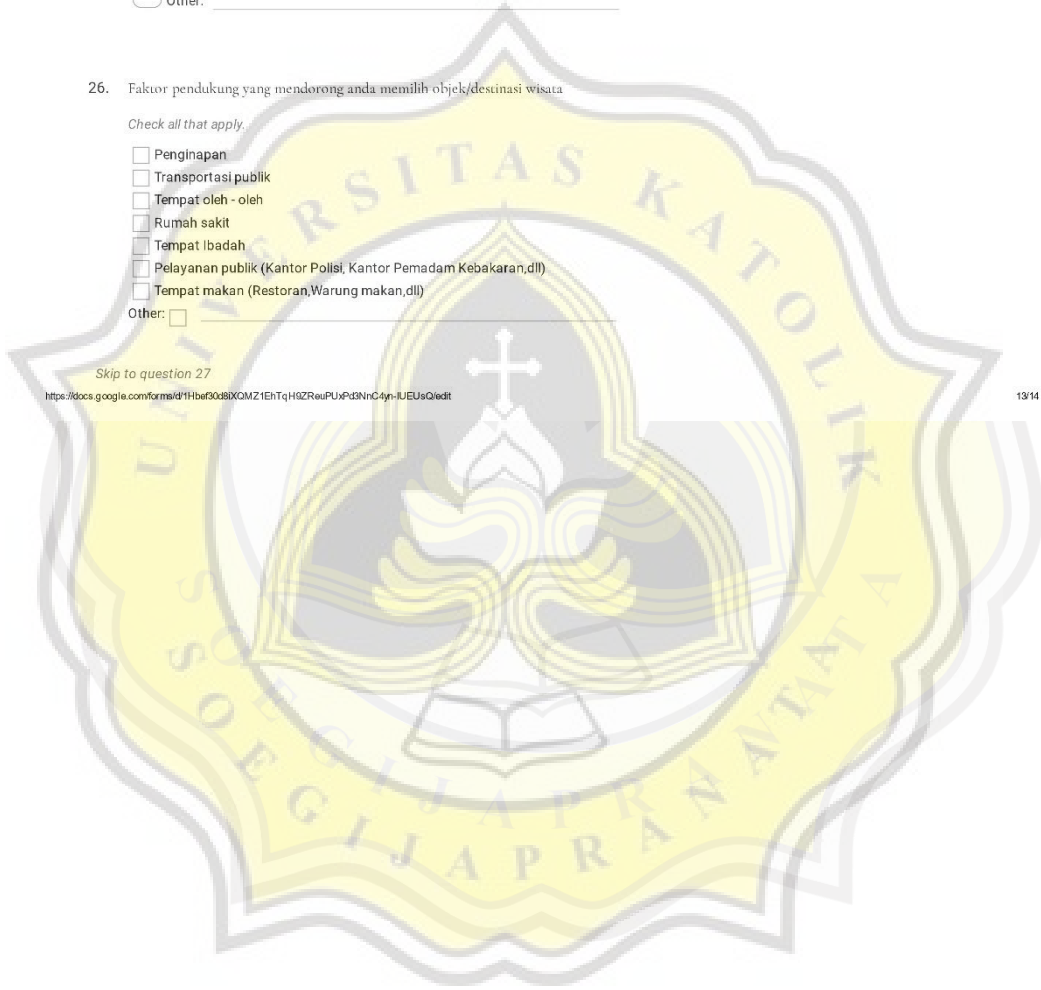 Other:
26. Faktor pendukung yang mendorong anda memilih objek/destinasi wisata
Check all that apply.
Penginapan
Transportasi publik
Tempat oleh - oleh
Rumah sakit
Tempat Ibadah
Pelayanan publik (Kantor Polisi, Kantor Pemadam Kebakaran,dll)
Tempat makan (Restoran,Warung makan,dll)
Other:
Skip to question 27
https://docs.google.com/forms/d/1Hbef30d8iXQMZ1EhTqH9ZReuPUxPd3NnC4yn-IUEUsQ/edit 13/14
UNIVERSITAS KATOLIK
SOEGIJAPRANATA
SOEGIJAPRANATA